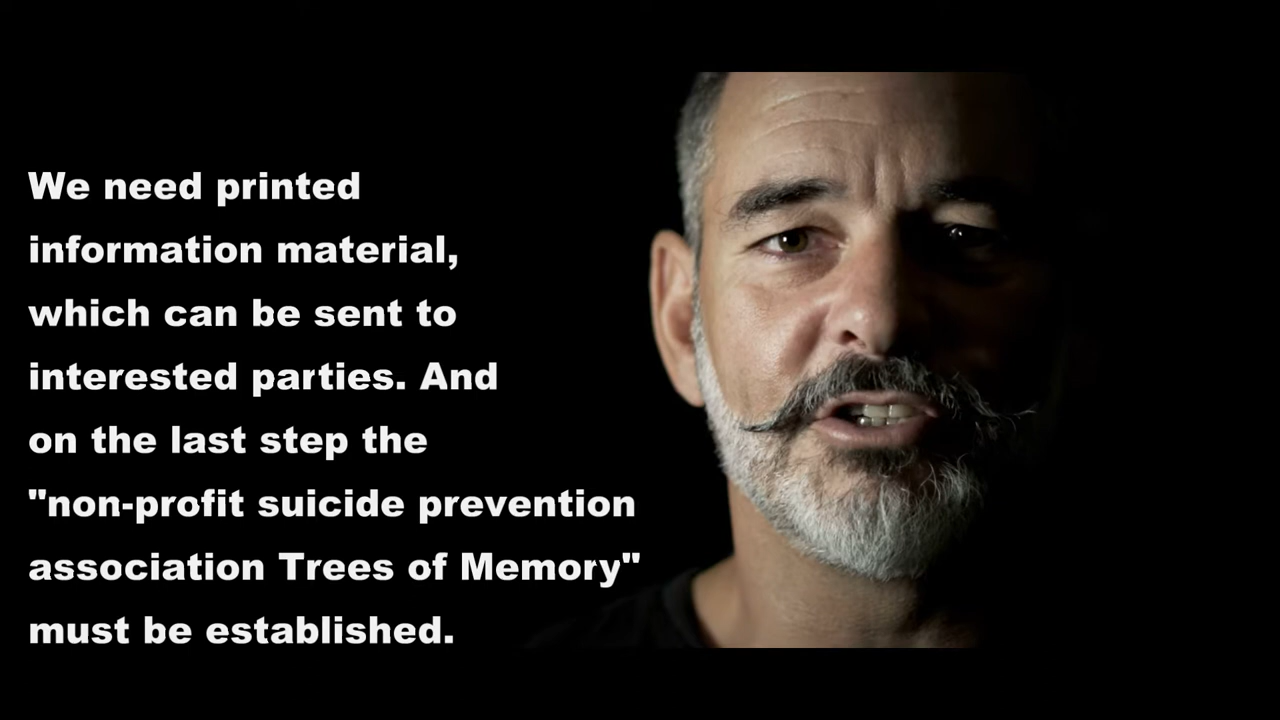 We need printed
information material,
which can be sent to
interested parties. And
on the last step the
"non-profit suicide prevention
association Trees of Memory"
must be established.